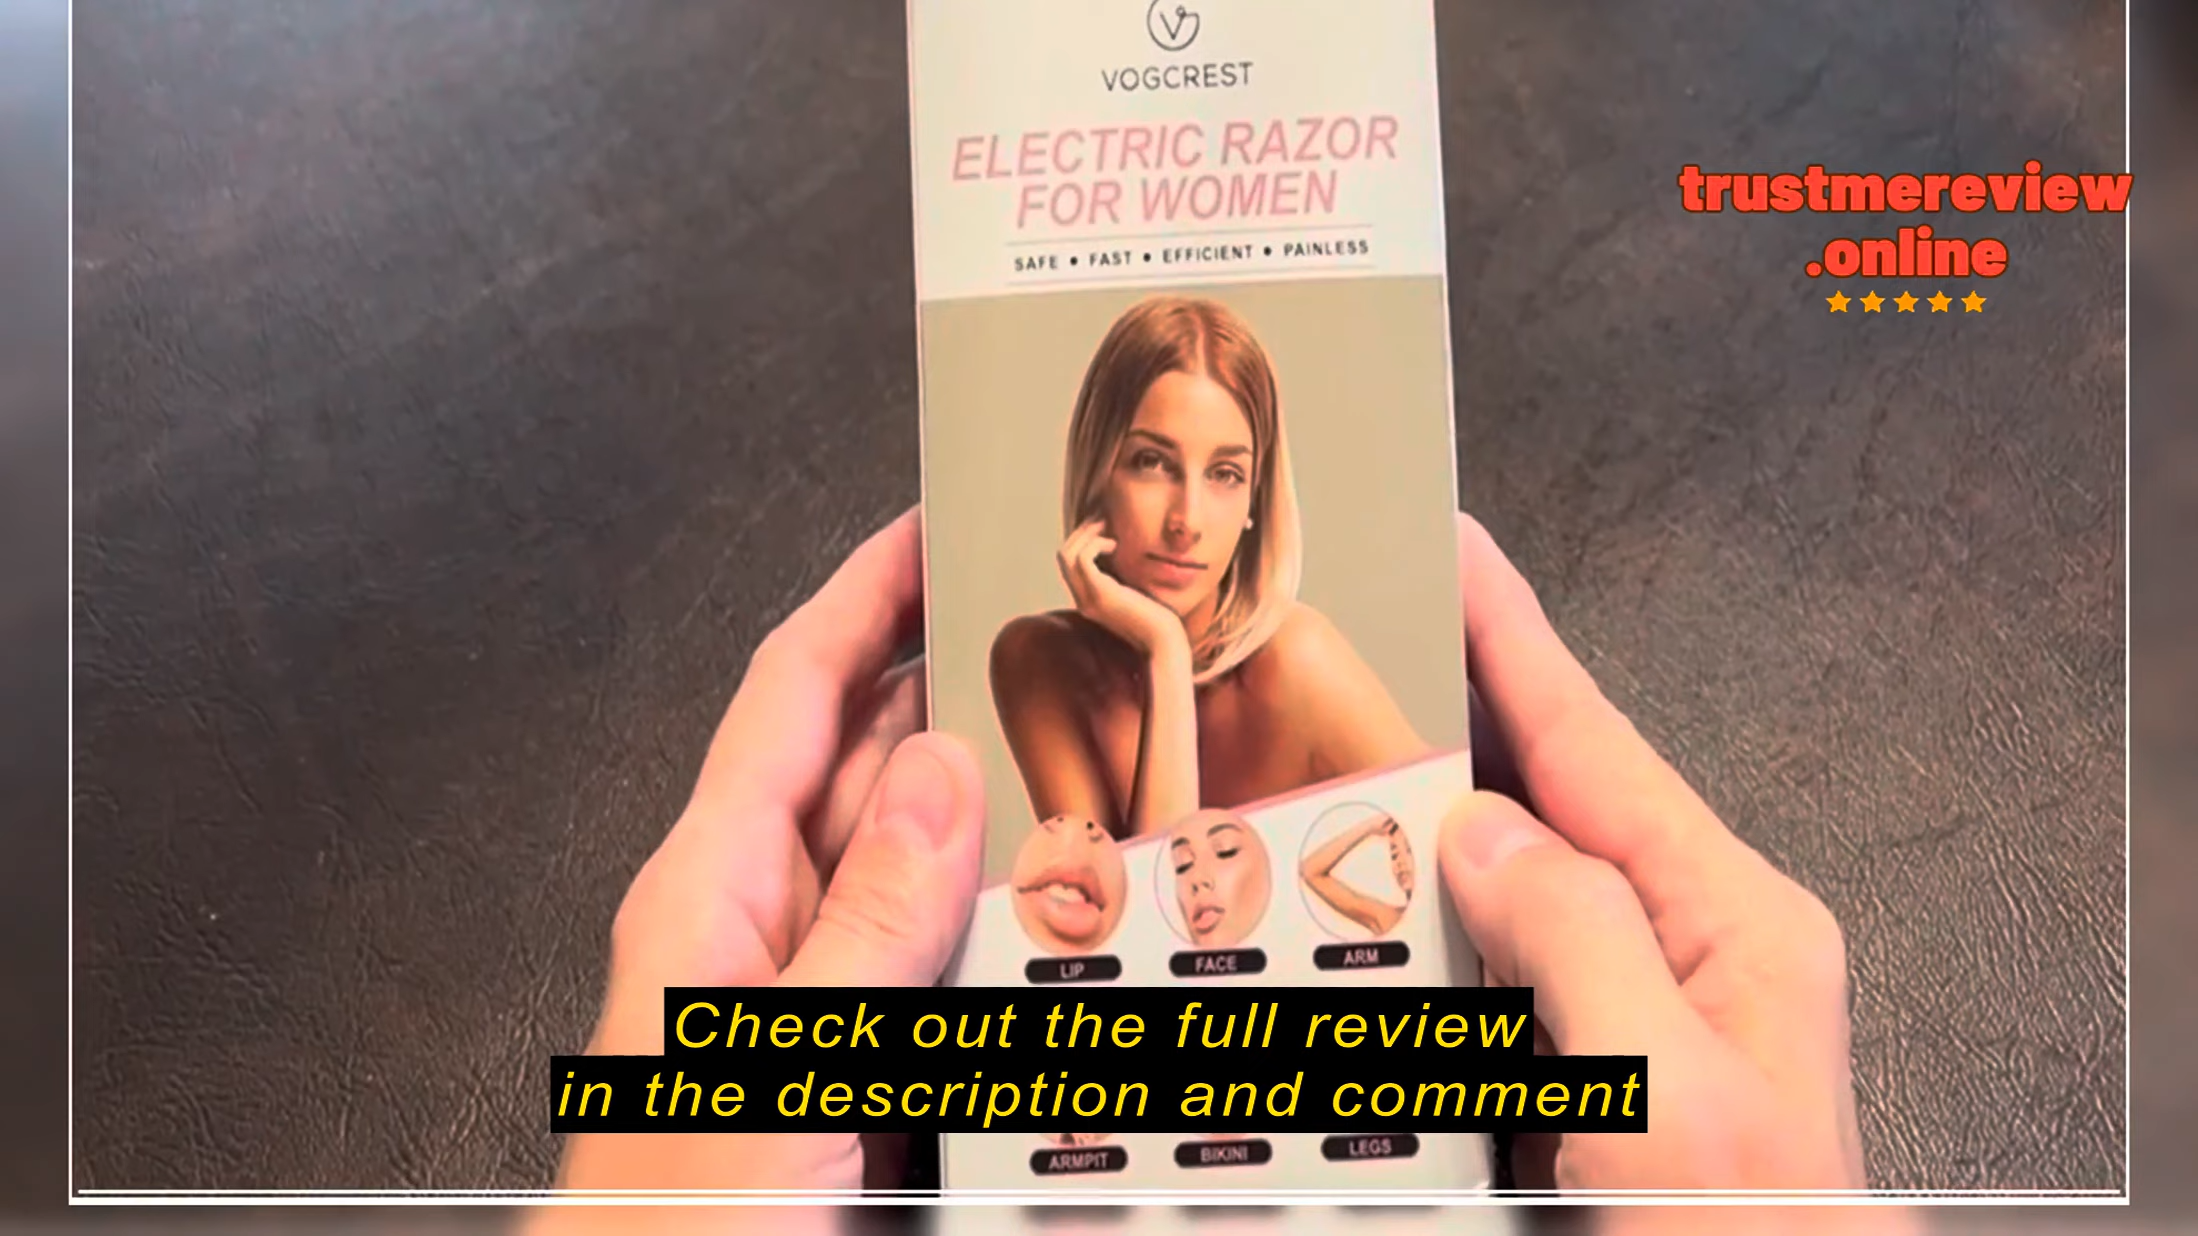 VOGCREST
ELECTRIC RAZOR
FOR WOMEN
SAFE • FAST • EFFICIENT • PAINLESS
trustmereview
.online
LIP
FACE
ARM
Check out the full review
in the description and comment
ARMPIT
BIKINI
LEGS